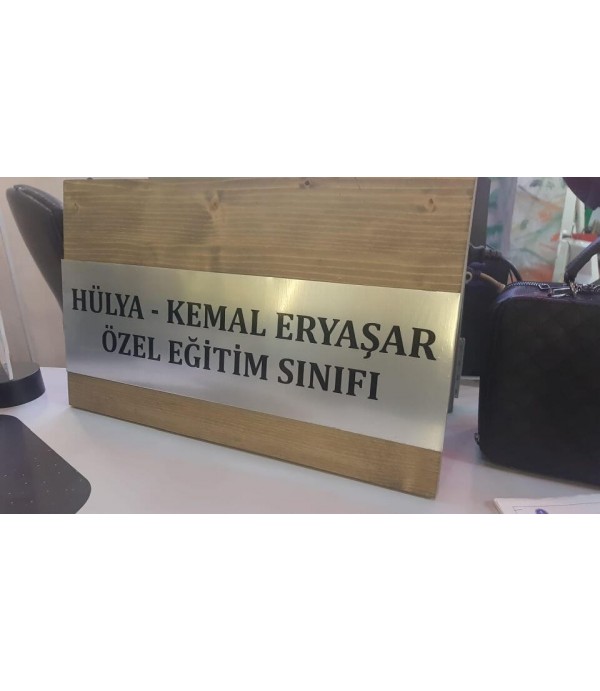 HÜLYA - KEMAL ERYAŞAR
ÖZEL EĞİTİM SINIFI